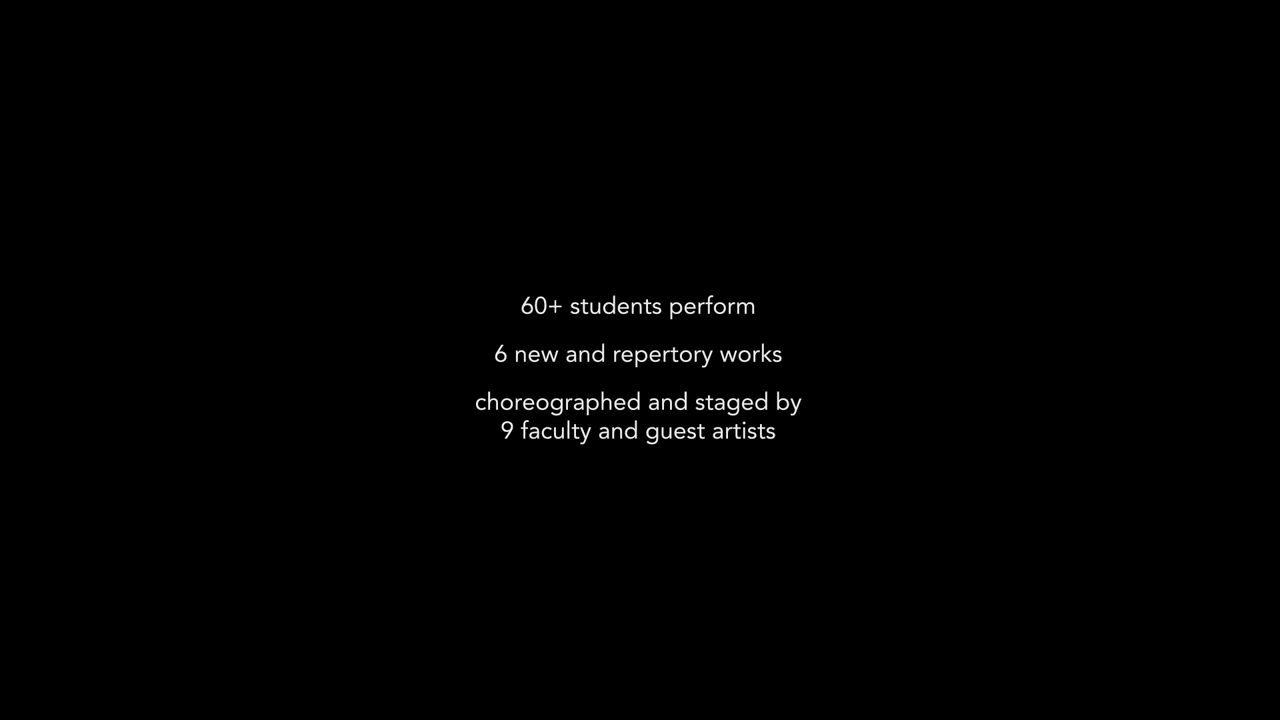 60+ students perform
6 new and repertory works
choreographed and staged by
9 faculty and guest artists